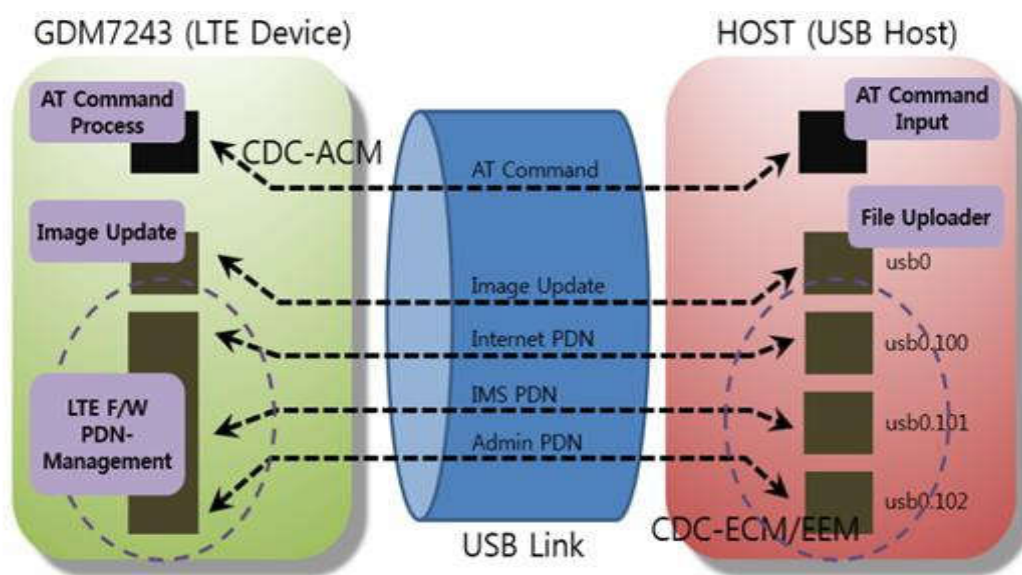 GDM7243 (LTE Device)
HOST (USB Host)
AT Command
Process
AT Command
Input
CDC-ACM
AT Command
Image Update
File Uploader
usb0
Image Update
Internet PDN
usb0.100
LTE F/W
PDN-
Management
IMS PDN
usb0.101
Admin PDN
usb0.102
CDC-ECM/EEM
USB Link